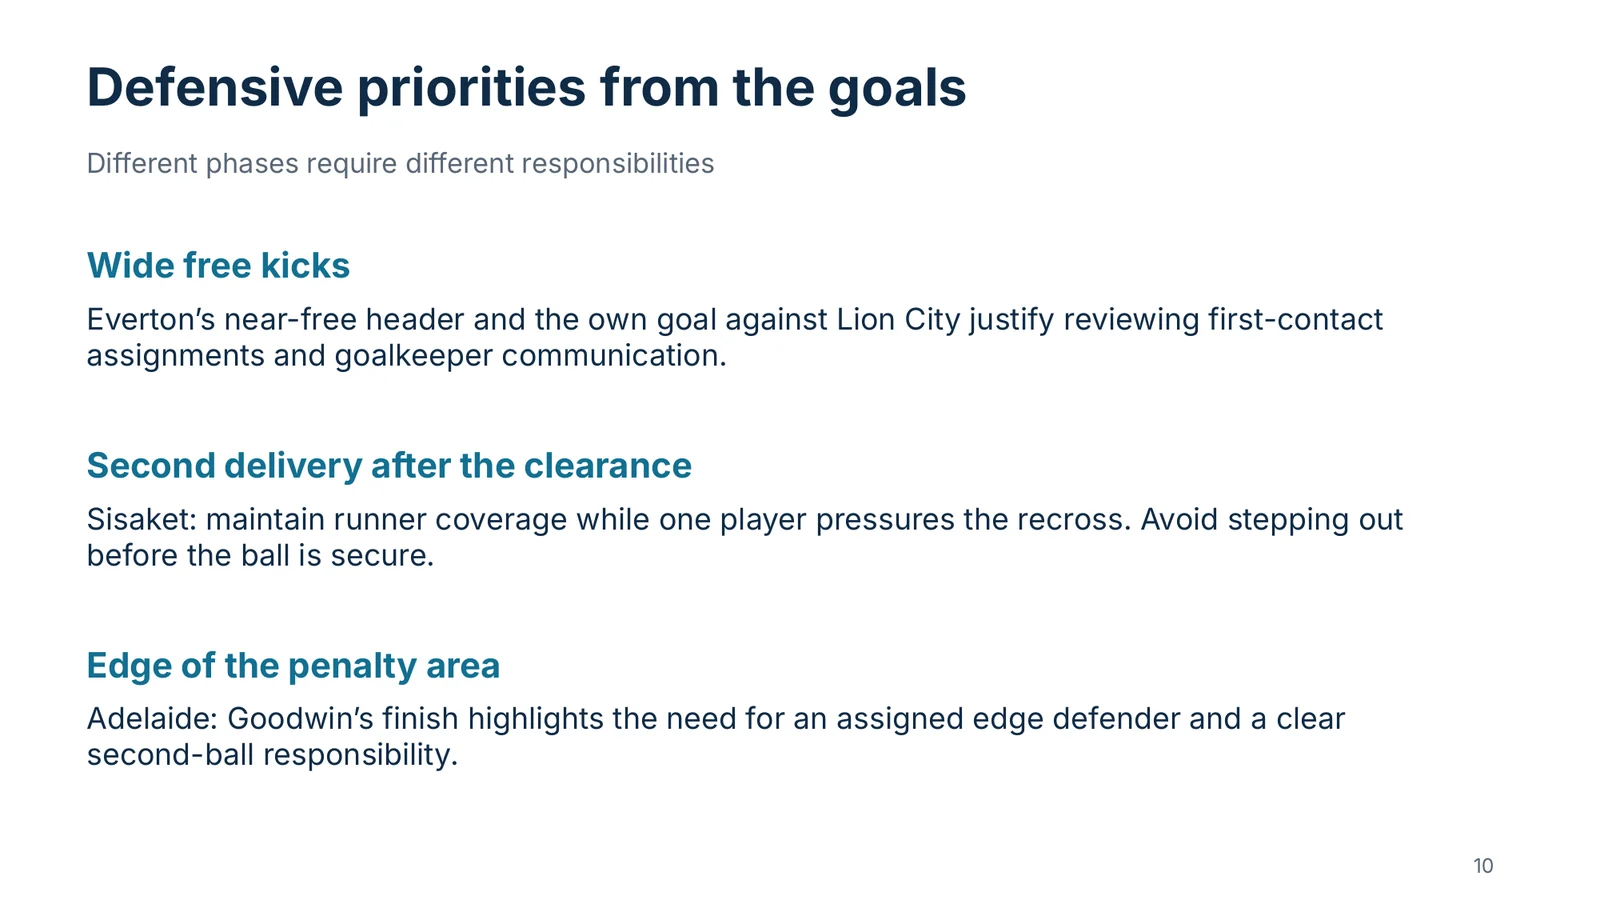 Defensive priorities from the goals
Different phases require different responsibilities
Wide free kicks
Everton’s near-free header and the own goal against Lion City justify reviewing first-contact
assignments and goalkeeper communication.
Second delivery after the clearance
Sisaket: maintain runner coverage while one player pressures the recross. Avoid stepping out
before the ball is secure.
Edge of the penalty area
Adelaide: Goodwin’s finish highlights the need for an assigned edge defender and a clear
second-ball responsibility.
10